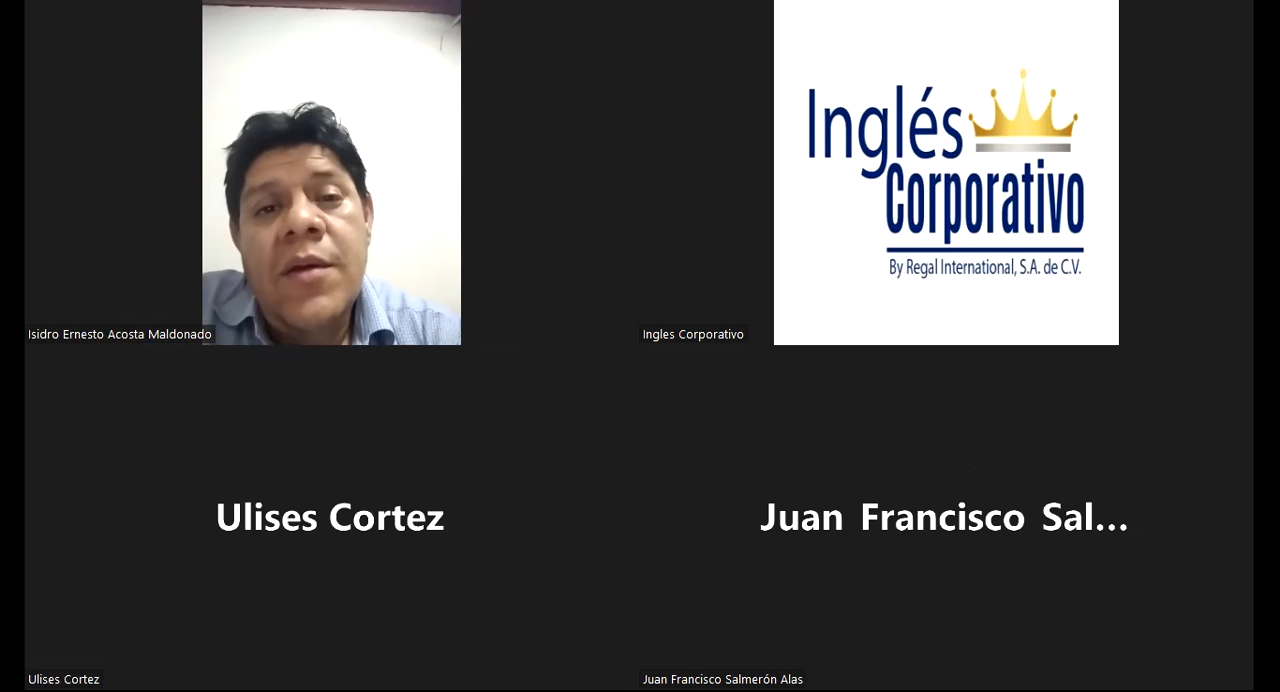 Inglés
Corporativo
By Regal International, S.A. de C.V.
Isidro Ernesto Acosta Maldonado
Ingles Corporativo
Ulises Cortez
Juan Francisco Sal...
Ulises Cortez
Juan Francisco Salmerón Alas